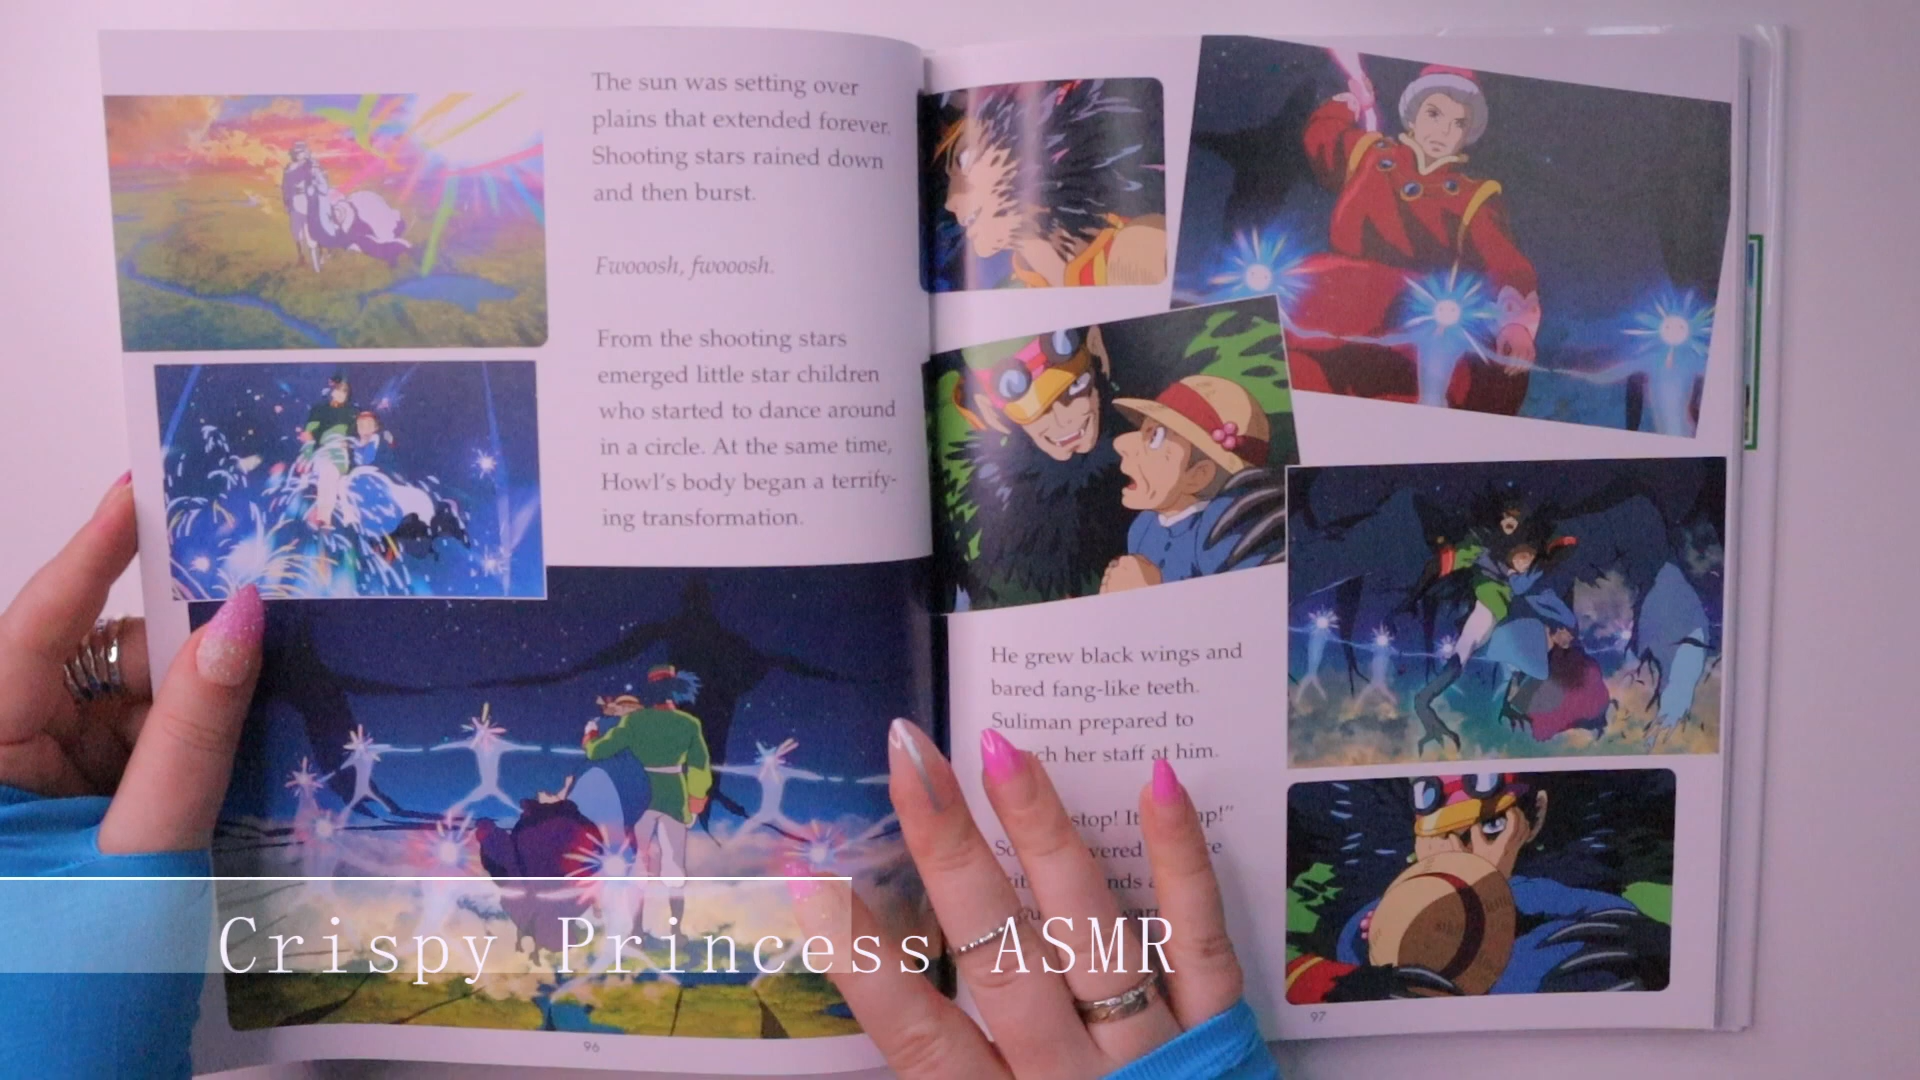 The sun was setting over
plains that extended forever.
Shooting stars rained down
and then burst.
Fwooosh, fwooosh.
From the shooting stars
emerged little star children
who started to dance around
in a circle. At the same time,
Howl's body began a terrify-
ing transformation.
96
He grew black wings and
bared fang-like teeth.
Suliman prepared to
her staff at him.
stop!
97
Crispy Princess ASMR